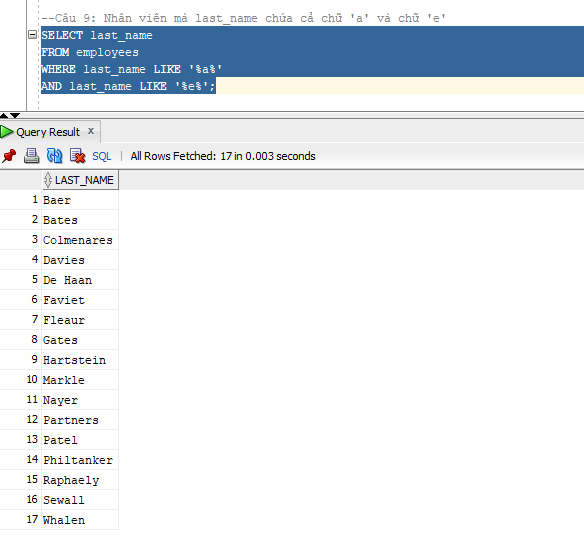 --Câu 9: Nhân viên mà last_name chứa cả chữ 'a' và chữ 'e'
SELECT last_name
FROM employees
WHERE last_name LIKE '%a%'
AND last_name LIKE '%e%';
Query Result x
SQL | All Rows Fetched: 17 in 0.003 seconds
LAST_NAME
1 Baer
2 Bates
3 Colmenares
4 Davies
5 De Haan
6 Faviet
7 Fleaur
8 Gates
9 Hartstein
10 Markle
11 Nayer
12 Partners
13 Patel
14 Philtanker
15 Raphaely
16 Sewall
17 Whalen